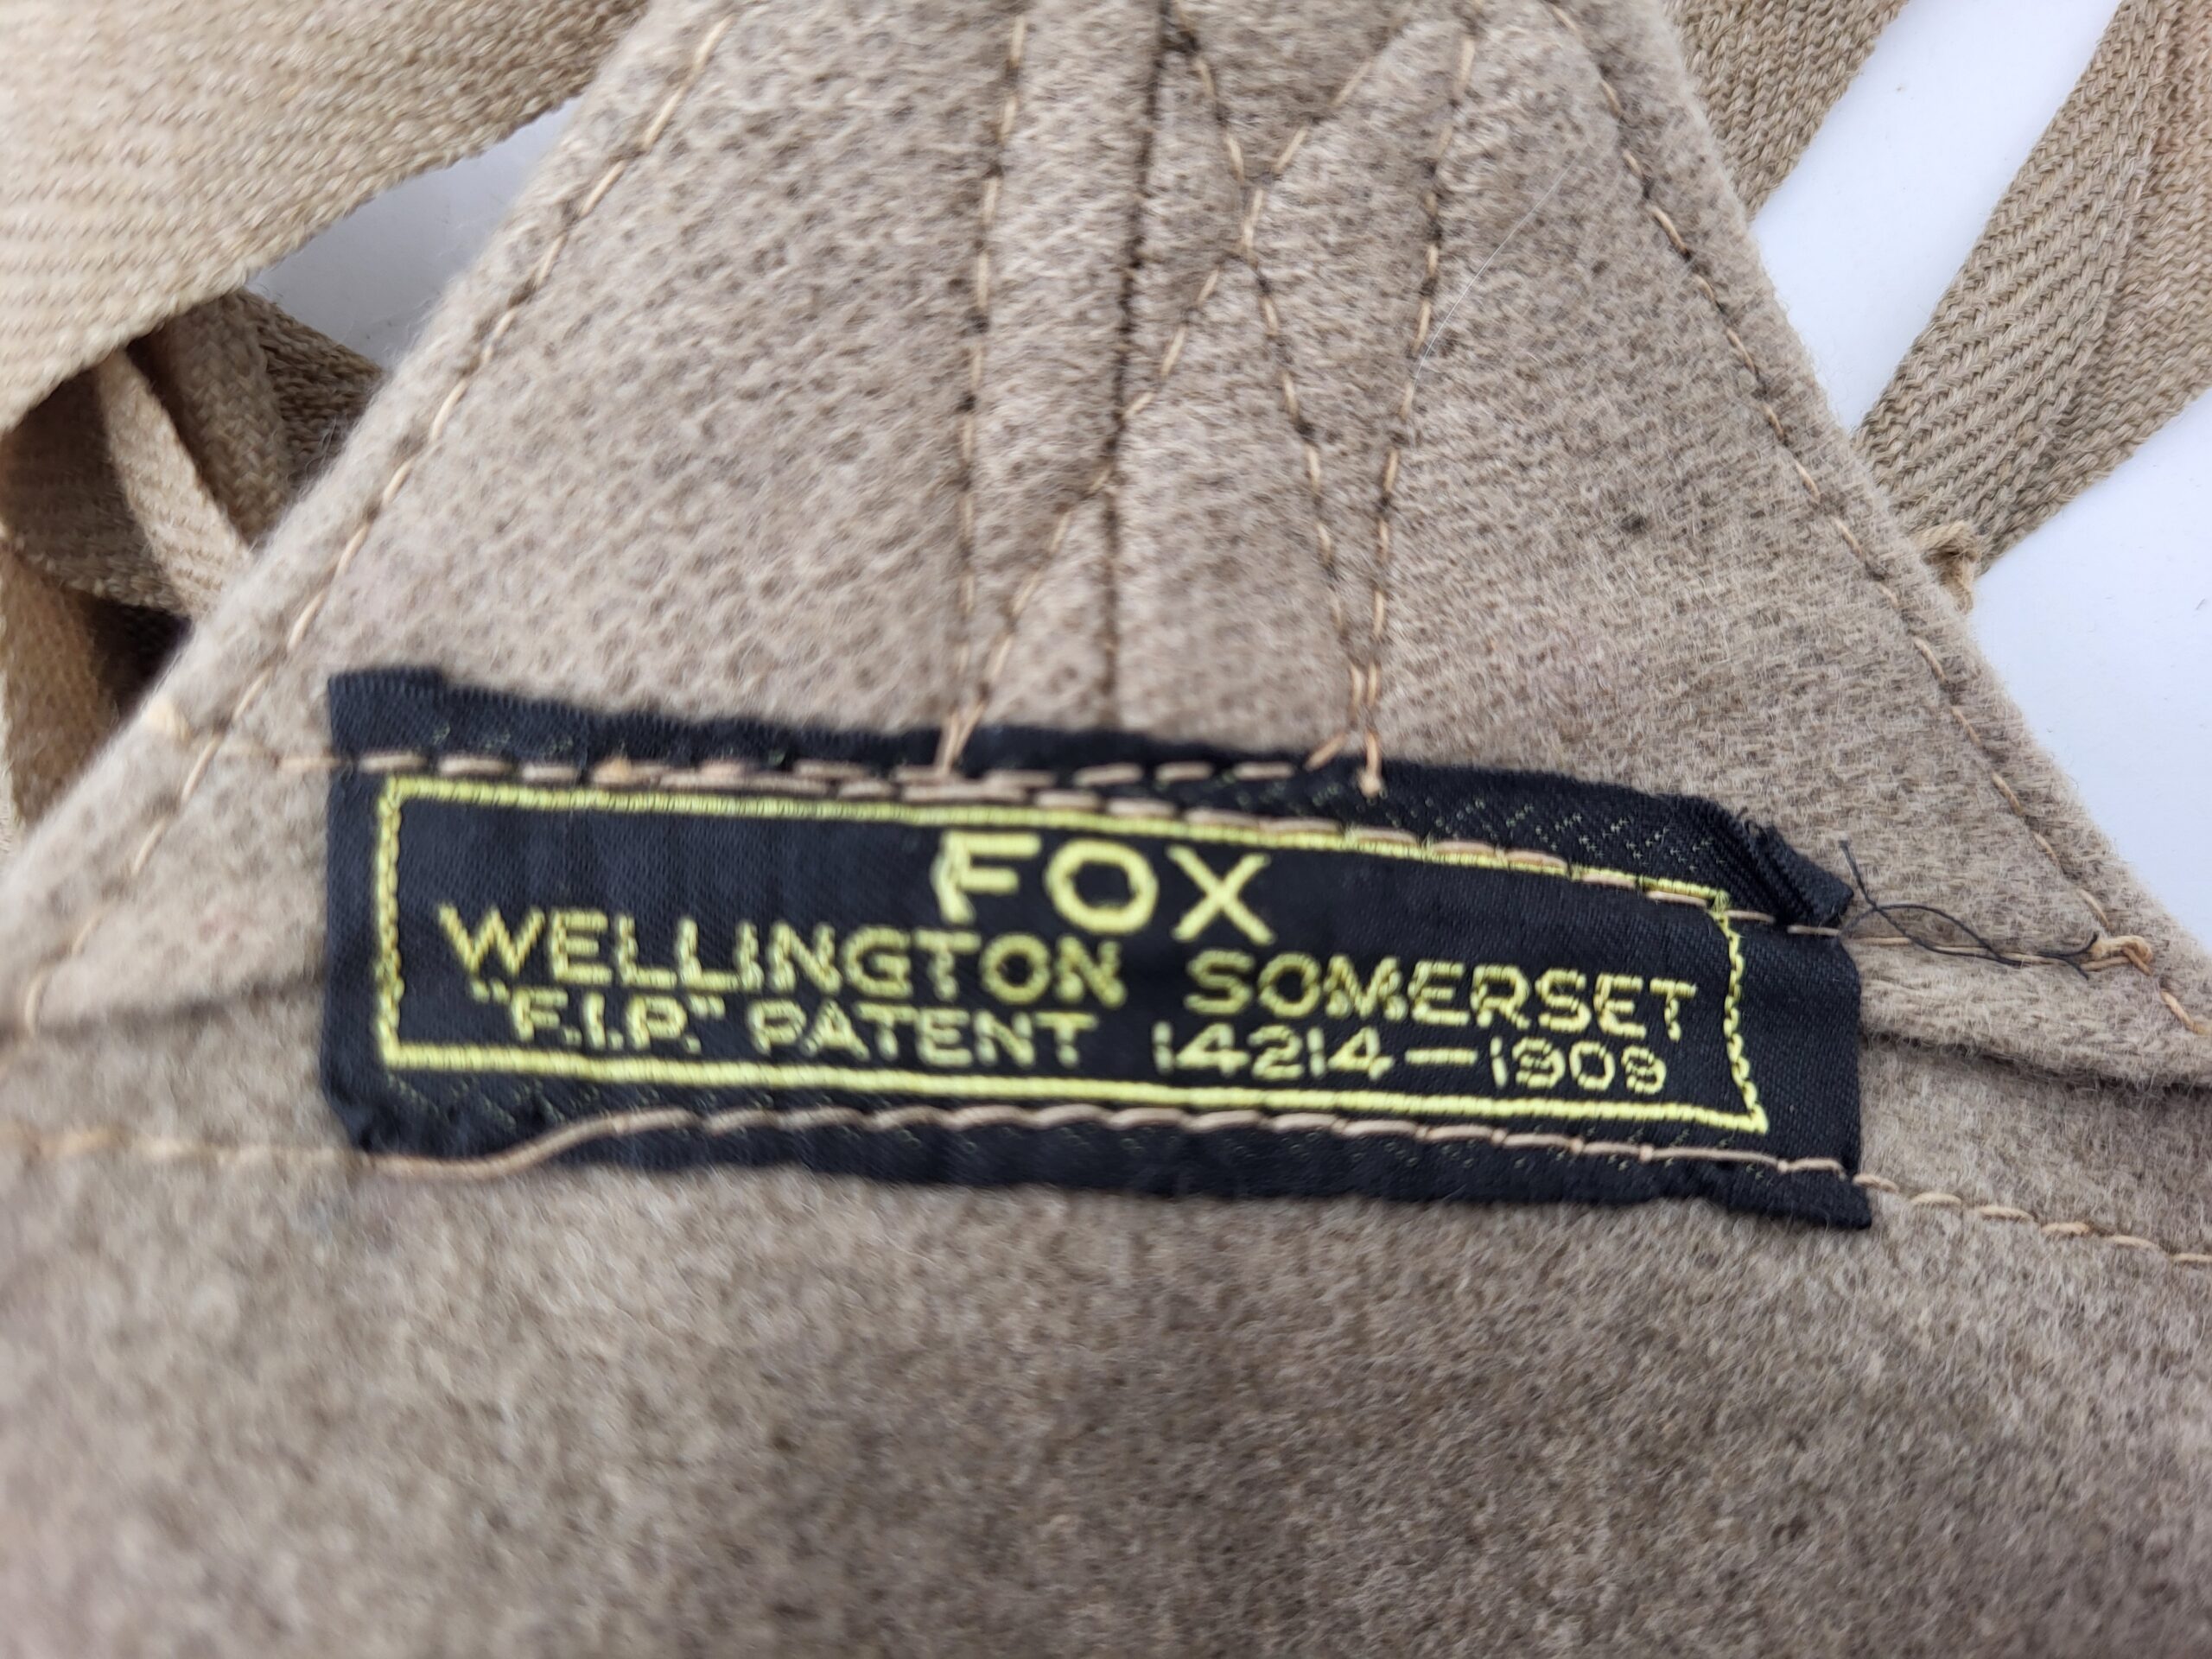 FOX
WELLINGTON SOMERSET
"F.I.P." PATENT 14214—1909